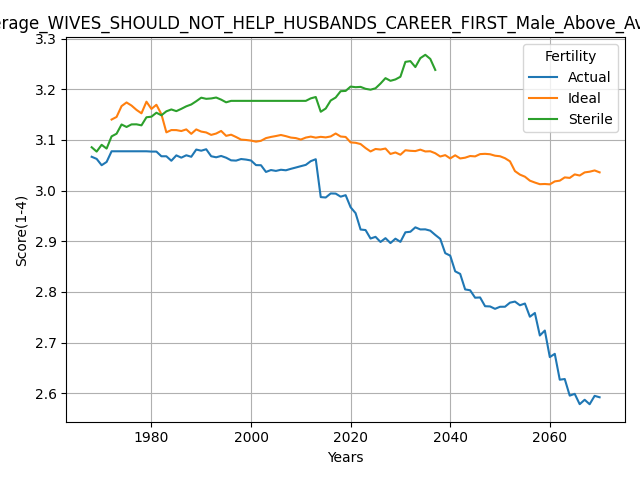 erage_WIVES_SHOULD_NOT_HELP_HUSBANDS_CAREER_FIRST_Male_Above_Av
3.3
3.2
3.1
3.0
2.9
2.8
2.7
2.6
Score(1-4)
Fertility
Actual
Ideal
Sterile
1980
2000
2020
2040
2060
Years